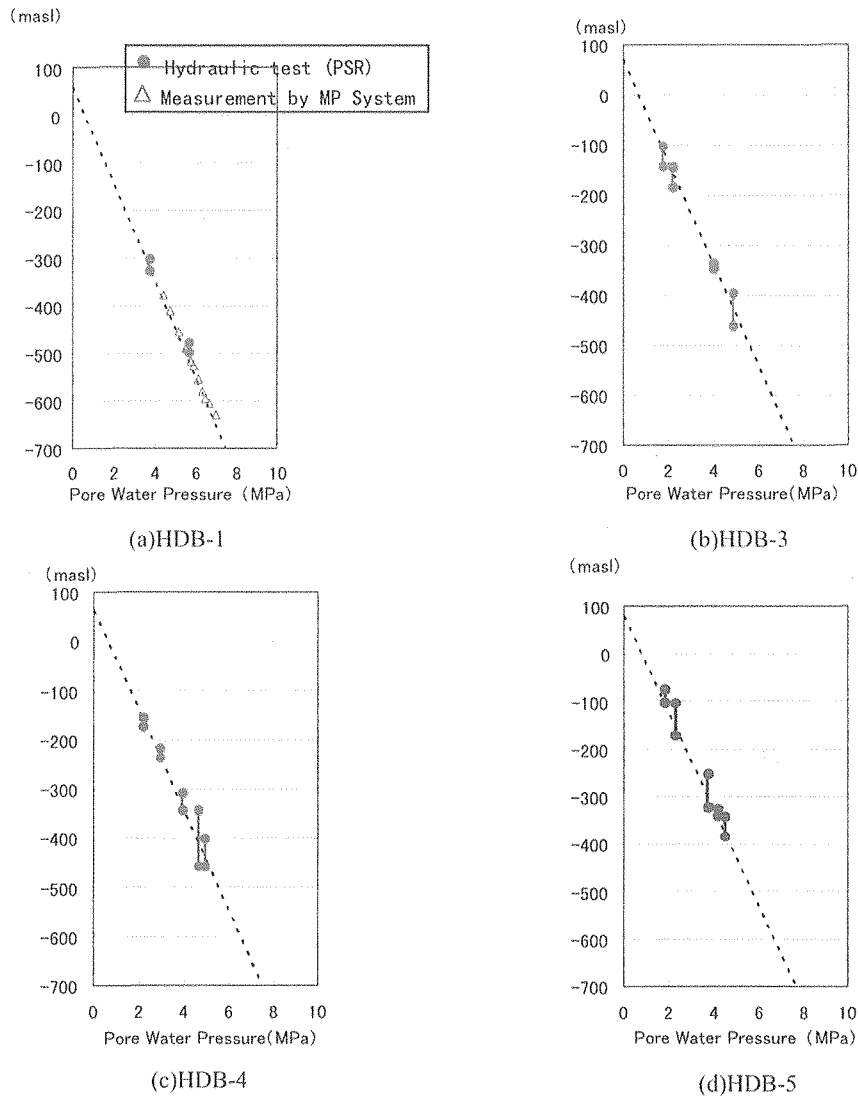 (masl)
Hydraulic test (PSR)
Measurement by MP System
100
0
-100
-200
-300
-400
-500
-600
-700
0 2 4 6 8 10
Pore Water Pressure (MPa)
(a)HDB-1
(masl)
100
0
-100
-200
-300
-400
-500
-600
-700
0 2 4 6 8 10
Pore Water Pressure(MPa)
(b)HDB-3
(masl)
100
0
-100
-200
-300
-400
-500
-600
-700
0 2 4 6 8 10
Pore Water Pressure(MPa)
(c)HDB-4
(masl)
100
0
-100
-200
-300
-400
-500
-600
-700
0 2 4 6 8 10
Pore Water Pressure (MPa)
(d)HDB-5